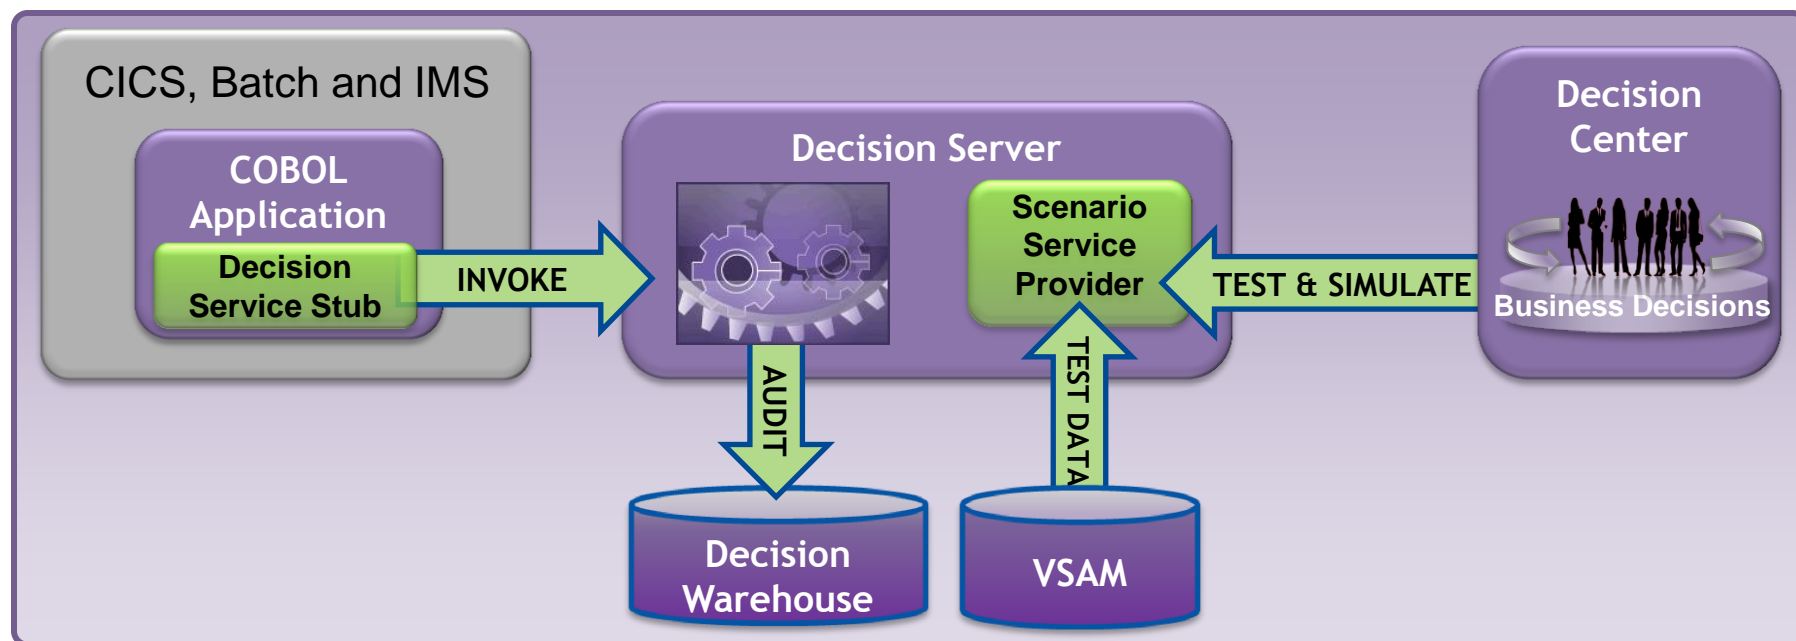 CICS, Batch and IMS
COBOL
Application
Decision
Service Stub
INVOKE
Decision Server
Scenario
Service
Provider
TEST & SIMULATE
Decision
Center
Business Decisions
AUDIT
TEST DATA
Decision
Warehouse
VSAM